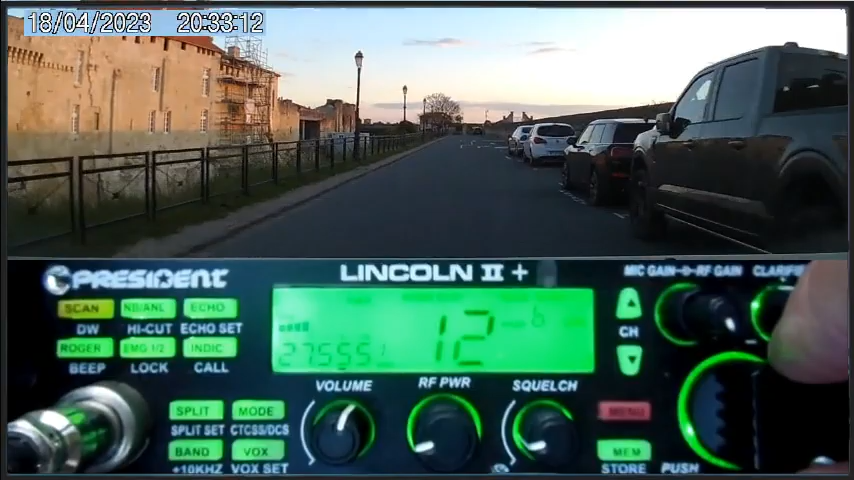 18/04/2023 20:33:12
PRESIDENT LINCOLN II + MIC GAIN RF GAIN CLARIFI
SCAN NB/ANL ECHO
DW HI-CUT ECHO SET
ROGER EMG 1/2 INDIC
BEEP LOCK CALL
12
27.555
CH
VOLUME RF PWR SQUELCH
SPLIT MODE MENU
SPLIT SET CTCSS/DCS
BAND VOX MEM
+10KHZ VOX SET STORE PUSH